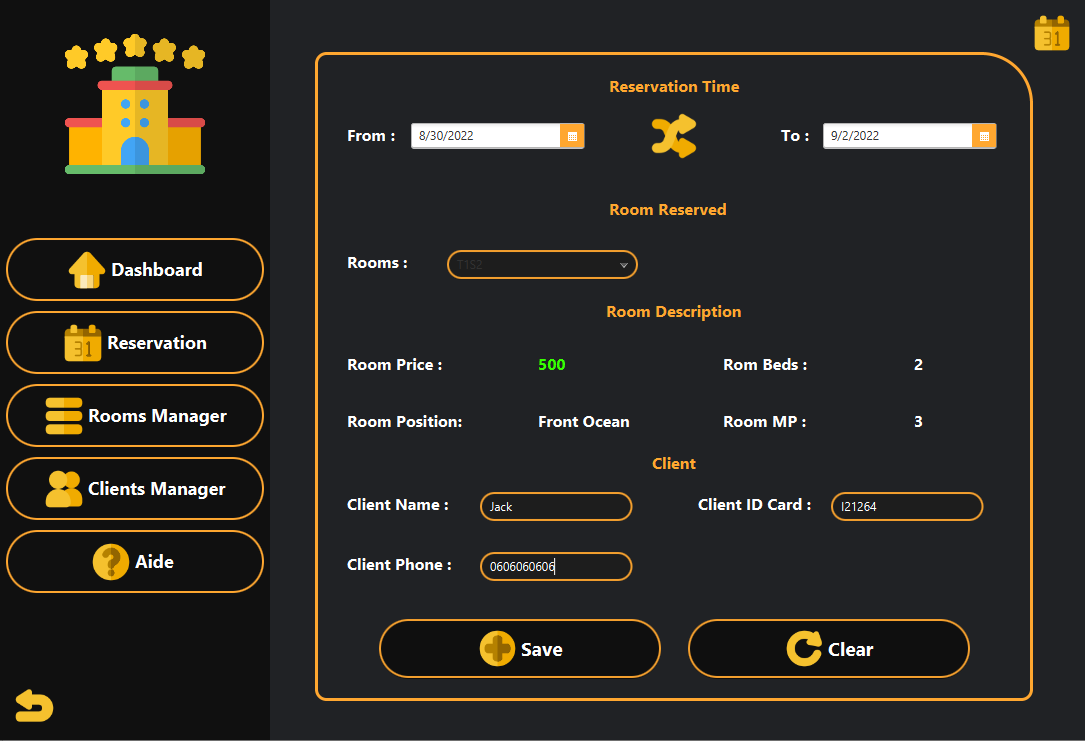 31
Dashboard
31
Reservation
Rooms Manager
Clients Manager
? Aide
Reservation Time
From : 8/30/2022 To : 9/2/2022
Room Reserved
Rooms : T1S2
Room Description
Room Price : 500 Rom Beds : 2
Room Position: Front Ocean Room MP : 3
Client
Client Name : Jack Client ID Card : I21264
Client Phone : 0606060606
Save Clear